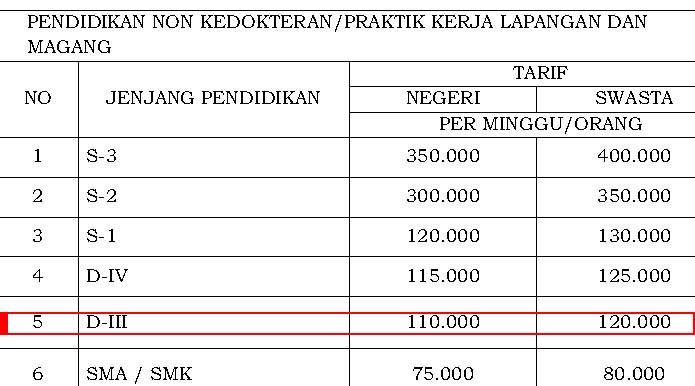 PENDIDIKAN NON KEDOKTERAN/PRAKTIK KERJA LAPANGAN DAN
MAGANG
NO JENJANG PENDIDIKAN TARIF
NEGERI SWASTA
PER MINGGU/ORANG
1 S-3 350.000 400.000
2 S-2 300.000 350.000
3 S-1 120.000 130.000
4 D-IV 115.000 125.000
5 D-III 110.000 120.000
6 SMA / SMK 75.000 80.000